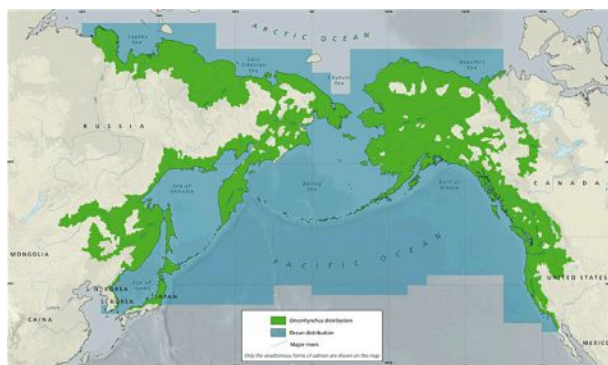 ARCTIC OCEAN
Laptev
Sea
East
Siberian
Sea
Chukchi
Sea
Beaufort
Sea
RUSSIA
CANADA
Sea of
Okhotsk
Bering
Sea
Gulf of
Alaska
MONGOLIA
PACIFIC OCEAN
UNITED STATES
N. KOREA
Sea of
Japan
S. KOREA
JAPAN
CHINA
MEXICO
Oncorhynchus distribution
Ocean distribution
Major rivers
Only the anadromous forms of salmon are shown on this map